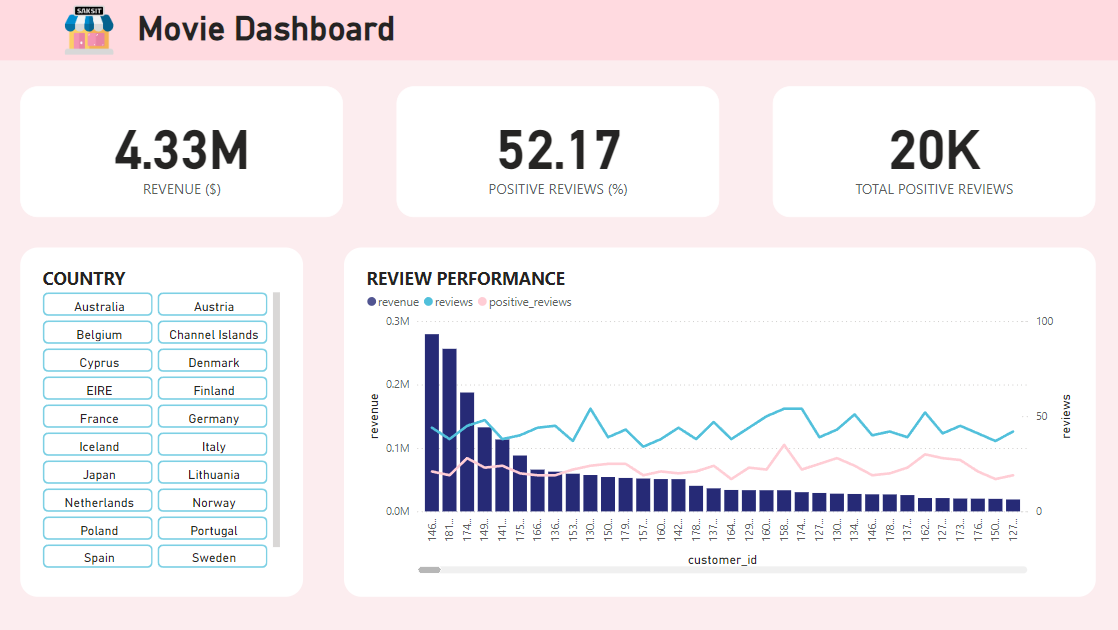 SAKSIT
Movie Dashboard
4.33M
REVENUE ($)
52.17
POSITIVE REVIEWS (%)
20K
TOTAL POSITIVE REVIEWS
COUNTRY
Australia Austria
Belgium Channel Islands
Cyprus Denmark
EIRE Finland
France Germany
Iceland Italy
Japan Lithuania
Netherlands Norway
Poland Portugal
Spain Sweden
REVIEW PERFORMANCE
revenue reviews positive_reviews
0.3M
0.2M
0.1M
0.0M
revenue
100
50
0
reviews
146... 181... 174... 149... 141... 175... 166... 136... 153... 130... 150... 179... 157... 160... 142... 178... 137... 164... 129... 160... 158... 174... 127... 130... 134... 146... 178... 137... 162... 127... 173... 176... 150... 127...
customer_id